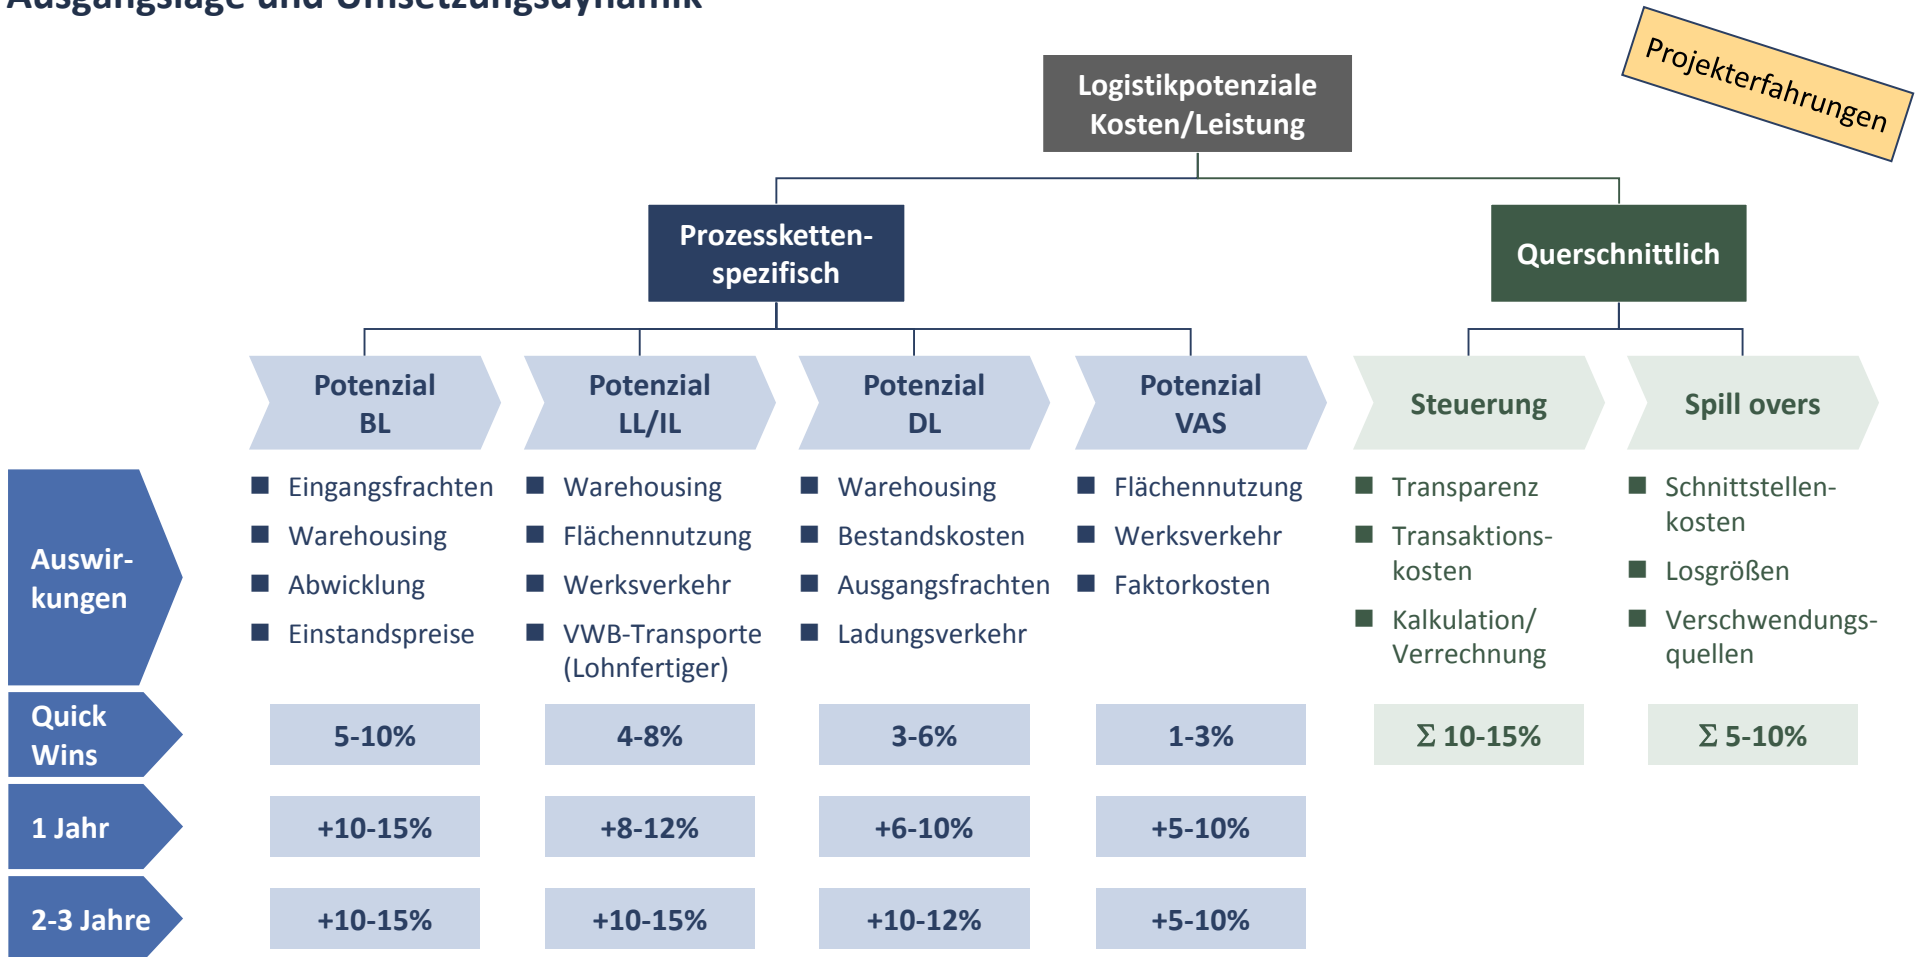 Ausgangslage und Umsetzungsdynamik
Projekterfahrungen
Logistikpotenziale
Kosten/Leistung
Prozessketten-
spezifisch
Querschnittlich
Potenzial
BL
Potenzial
LL/IL
Potenzial
DL
Potenzial
VAS
Steuerung
Spill overs
Auswir-
kungen
Eingangsfrachten
Warehousing
Abwicklung
Einstandspreise
Warehousing
Flächennutzung
Werksverkehr
VWB-Transporte
(Lohnfertiger)
Warehousing
Bestandskosten
Ausgangsfrachten
Ladungsverkehr
Flächennutzung
Werksverkehr
Faktorkosten
Transparenz
Transaktions-
kosten
Kalkulation/
Verrechnung
Schnittstellen-
kosten
Losgrößen
Verschwendungs-
quellen
Quick
Wins
5-10%
4-8%
3-6%
1-3%
Σ 10-15%
Σ 5-10%
1 Jahr
+10-15%
+8-12%
+6-10%
+5-10%
2-3 Jahre
+10-15%
+10-15%
+10-12%
+5-10%